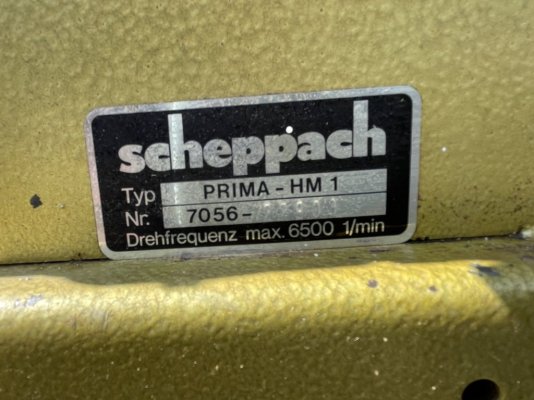 scheppach
Typ PRIMA - HM 1
Nr. 7056-
Drehfrequenz max. 6500 1/min